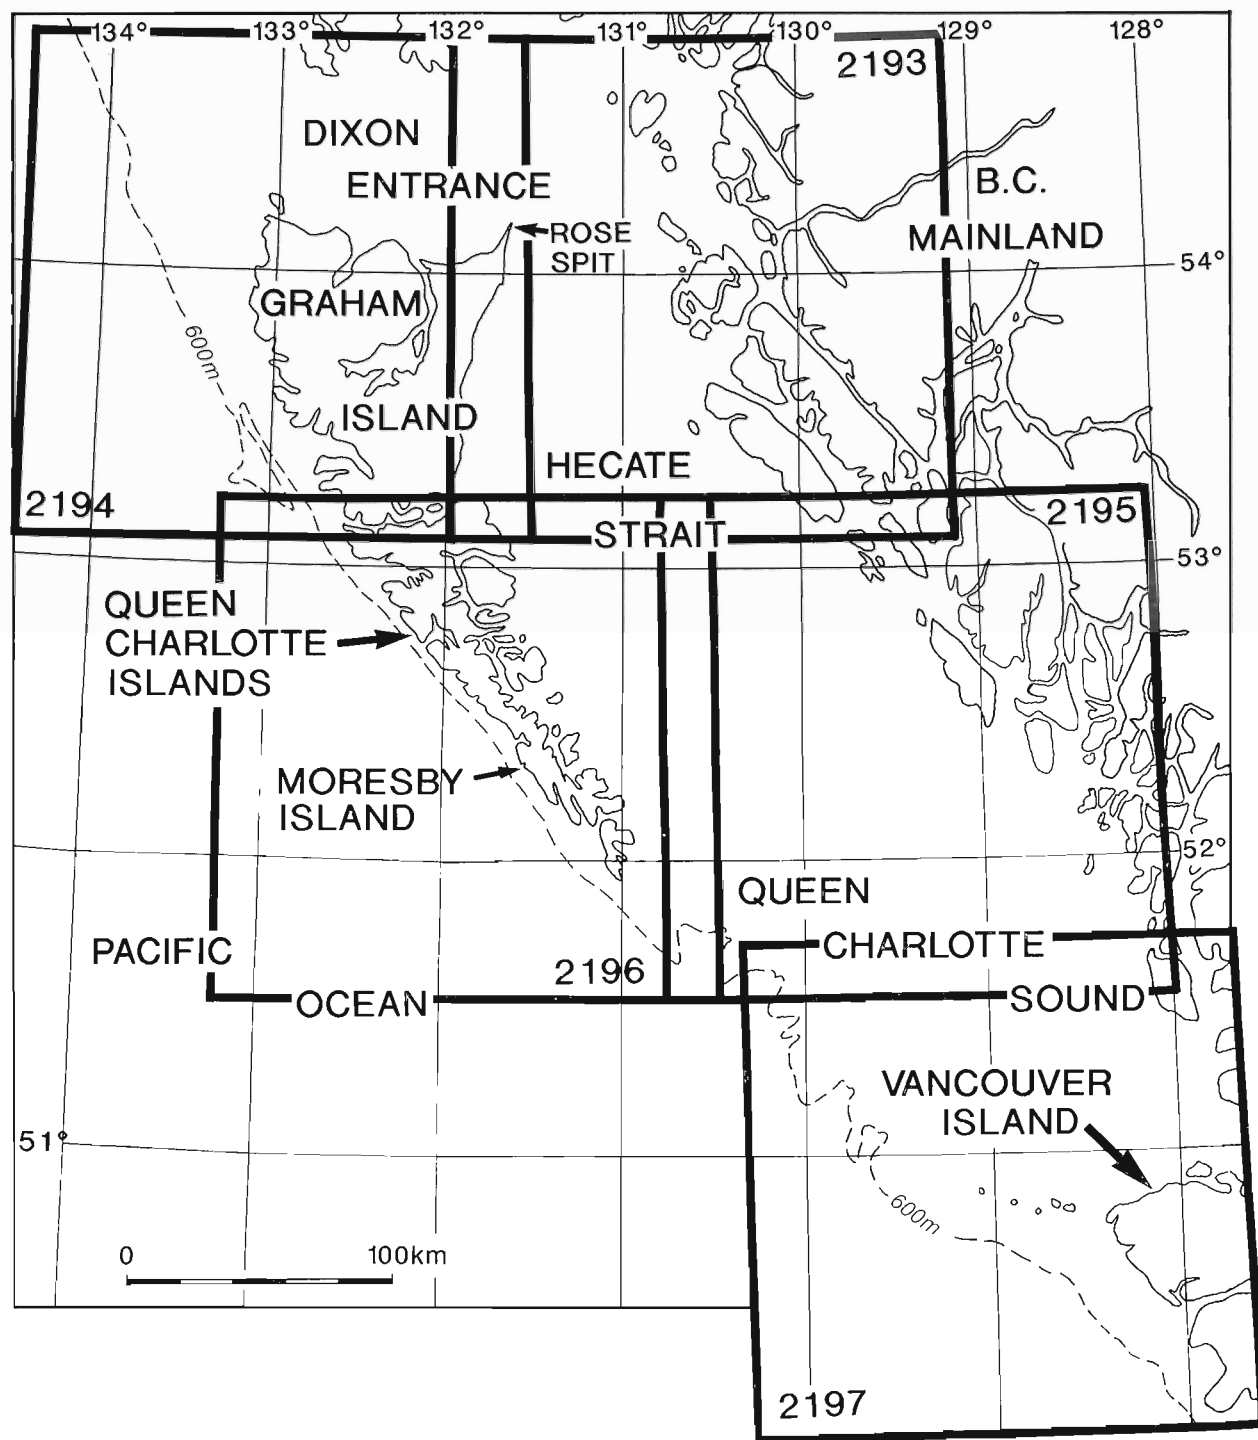 134° 133° 132° 131° 130° 129° 128°
2193
DIXON
ENTRANCE
B.C.
MAINLAND
ROSE
SPIT
54°
GRAHAM
600m
ISLAND
HECATE
2194
2195
STRAIT
53°
QUEEN
CHARLOTTE
ISLANDS
MORESBY
ISLAND
52°
QUEEN
CHARLOTTE
PACIFIC
2196
OCEAN
SOUND
VANCOUVER
ISLAND
51°
600m
0 100km
2197